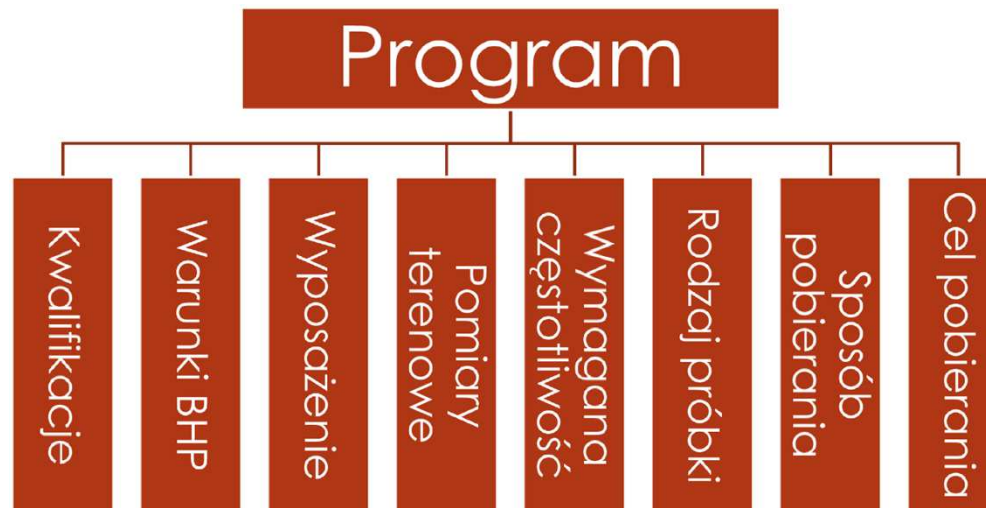 Program
Kwalifikacje
Warunki BHP
Wyposażenie
Pomiary
terenowe
Wymagana
częstotliwość
Rodzaj próbki
Sposób
pobierania
Cel pobierania